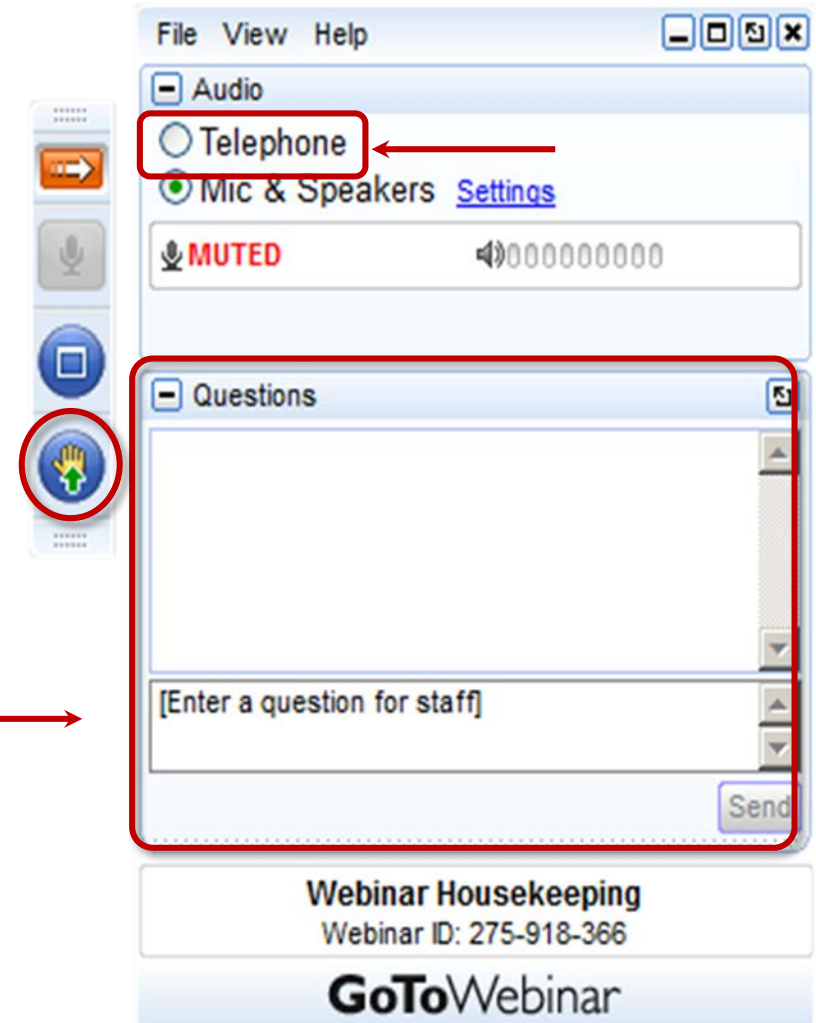 File View Help
Audio
Telephone
Mic & Speakers Settings
MUTED
Questions
[Enter a question for staff]
Send
Webinar Housekeeping
Webinar ID: 275-918-366
GoToWebinar